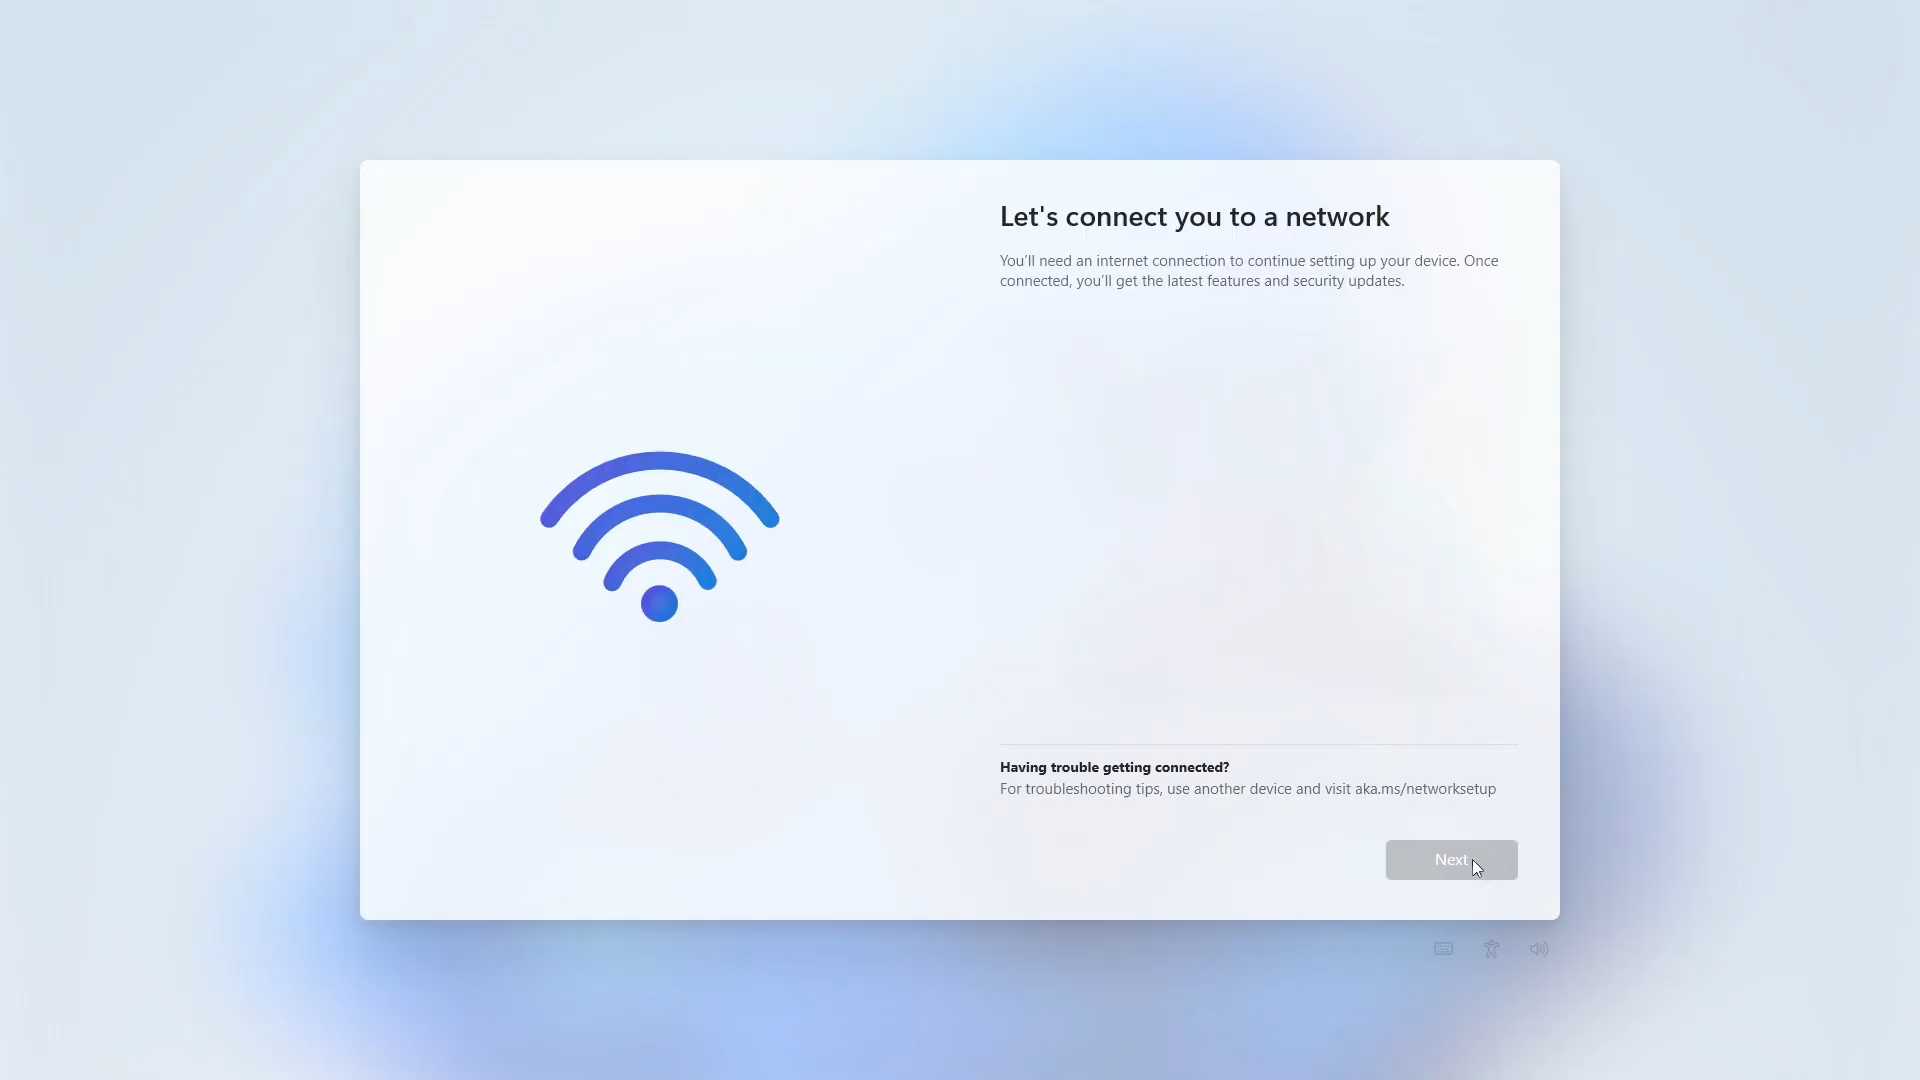 Let's connect you to a network
You’ll need an internet connection to continue setting up your device. Once
connected, you’ll get the latest features and security updates.
Having trouble getting connected?
For troubleshooting tips, use another device and visit aka.ms/networksetup
Next